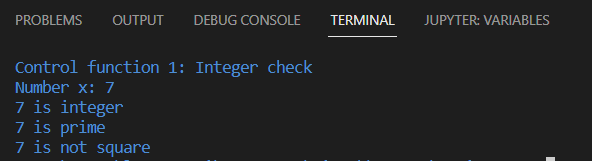 PROBLEMS OUTPUT DEBUG CONSOLE TERMINAL JUPYTER: VARIABLES
Control function 1: Integer check
Number x: 7
7 is integer
7 is prime
7 is not square